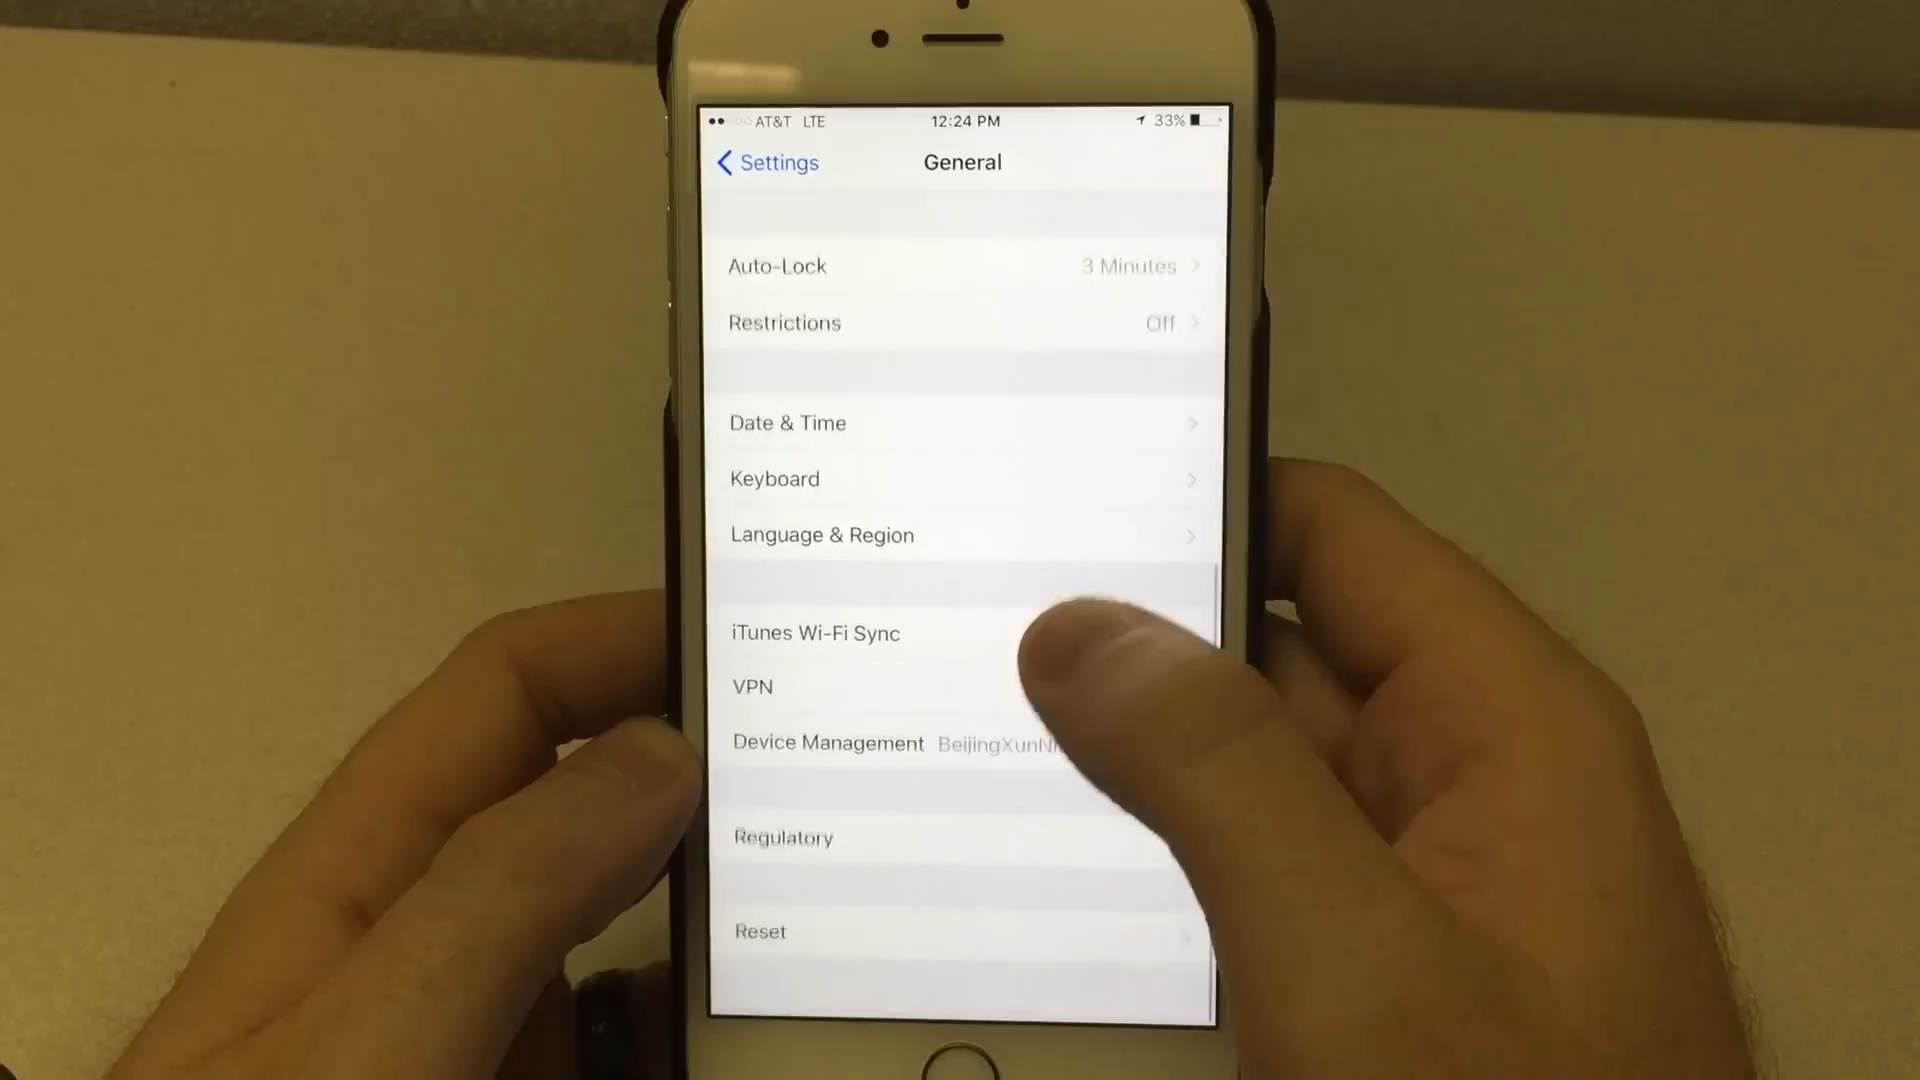 AT&T LTE 12:24 PM 33%
Settings General
Auto-Lock 3 Minutes
Restrictions Off
Date & Time
Keyboard
Language & Region
iTunes Wi-Fi Sync
VPN
Device Management
Regulatory
Reset